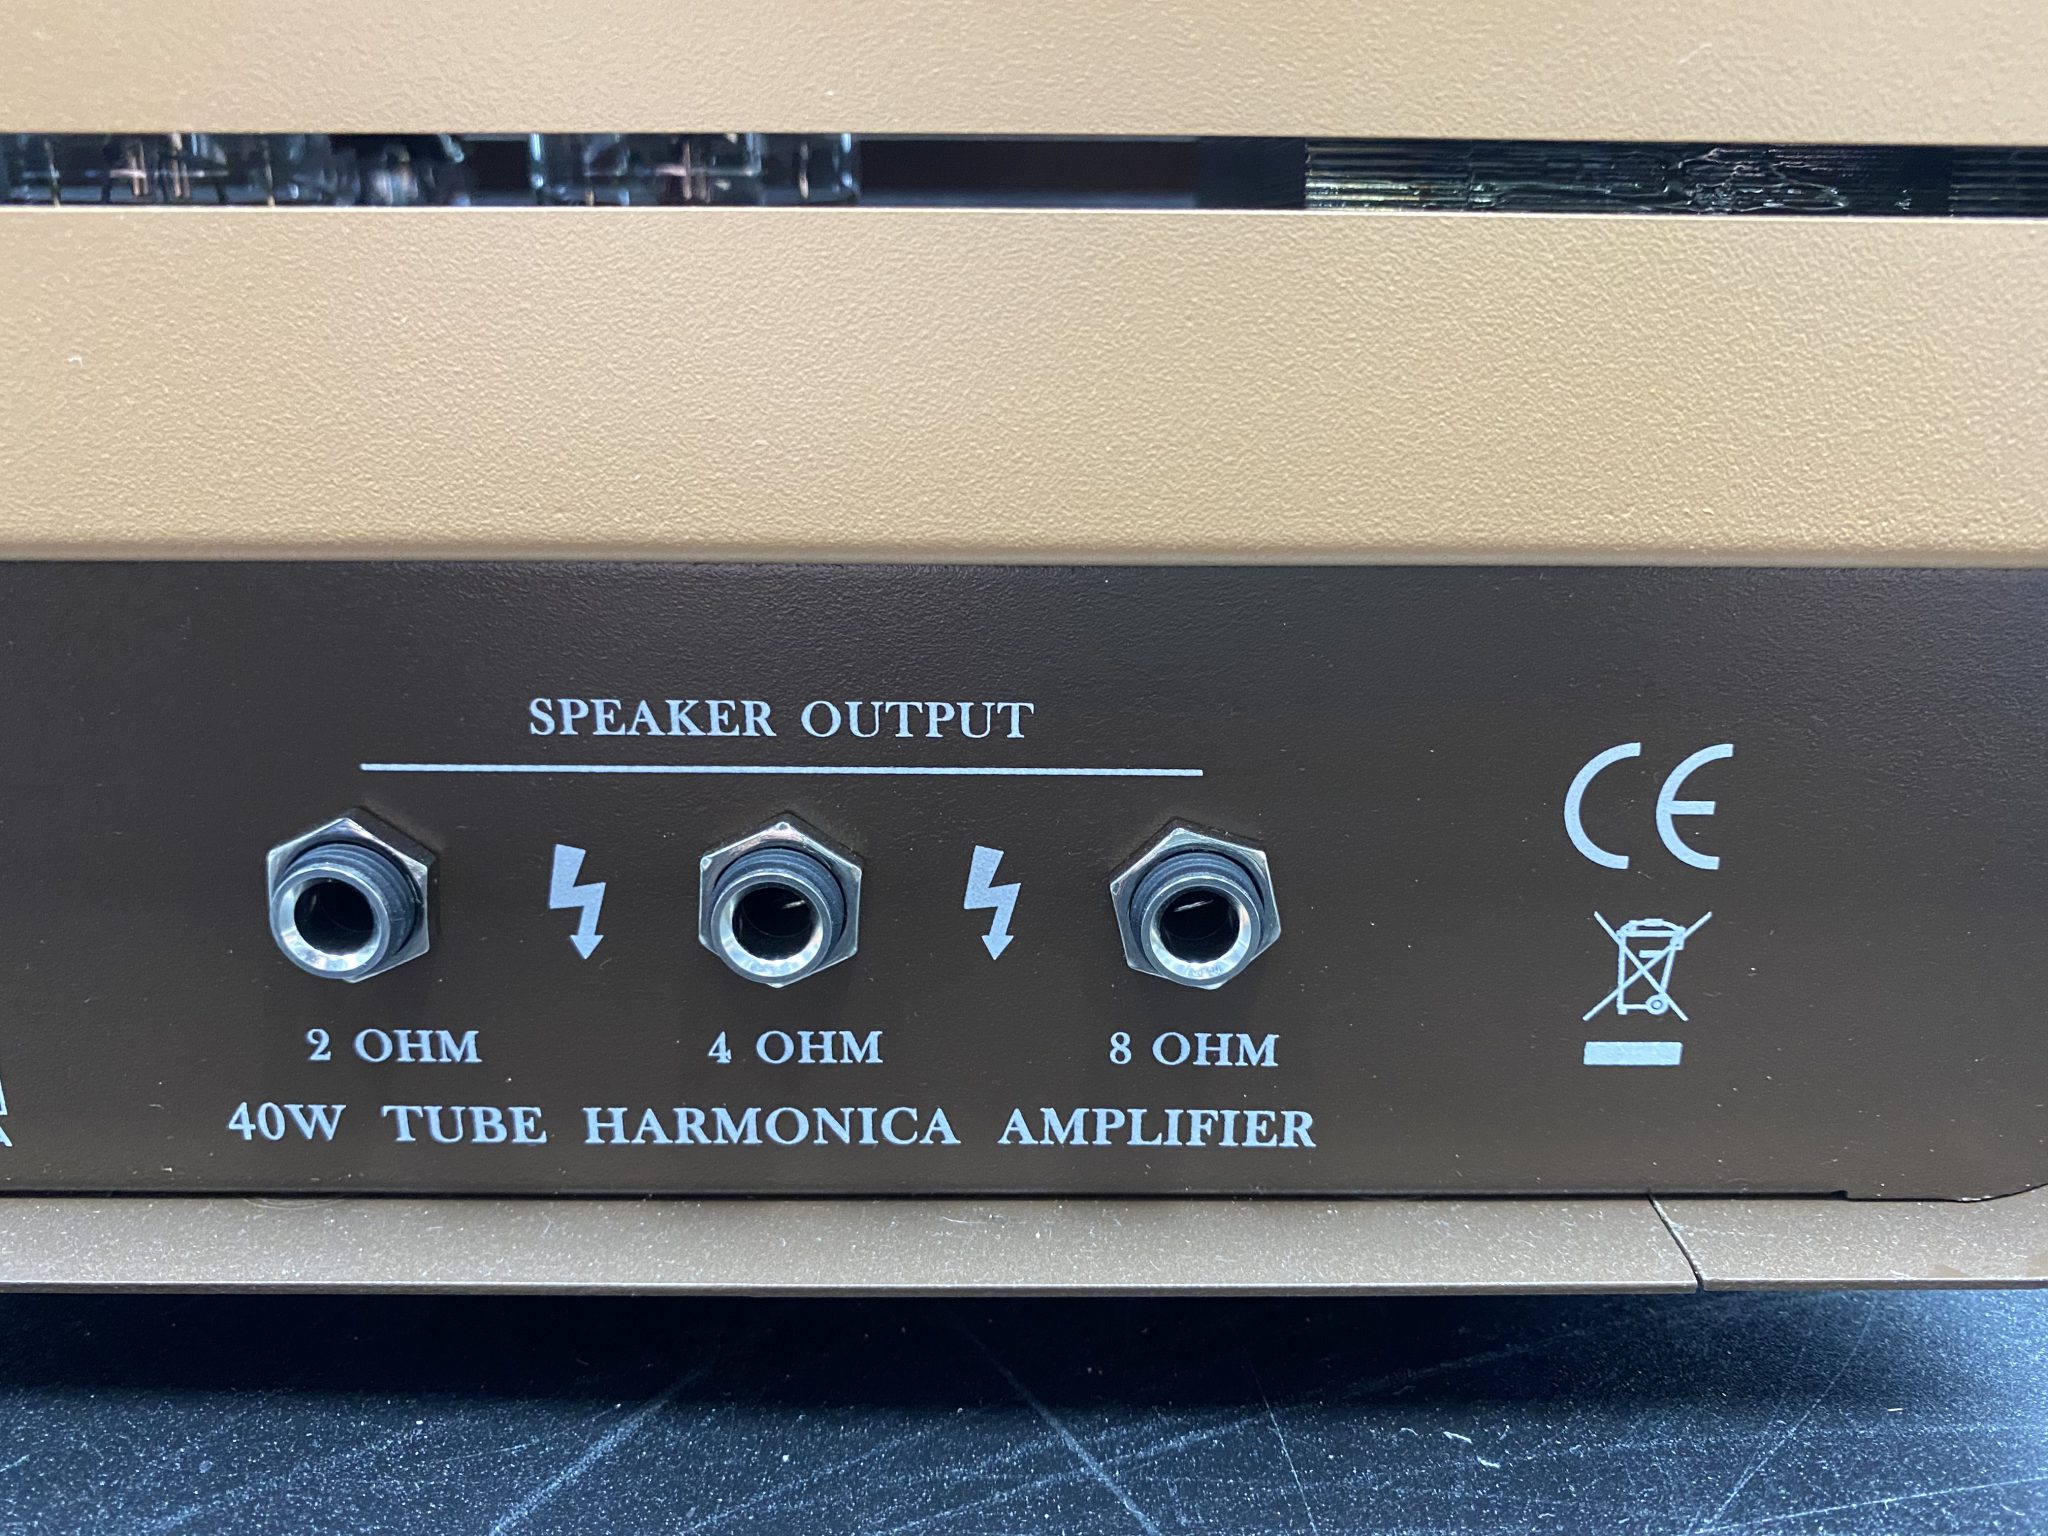 SPEAKER OUTPUT
2 OHM 4 OHM 8 OHM
40W TUBE HARMONICA AMPLIFIER
CE